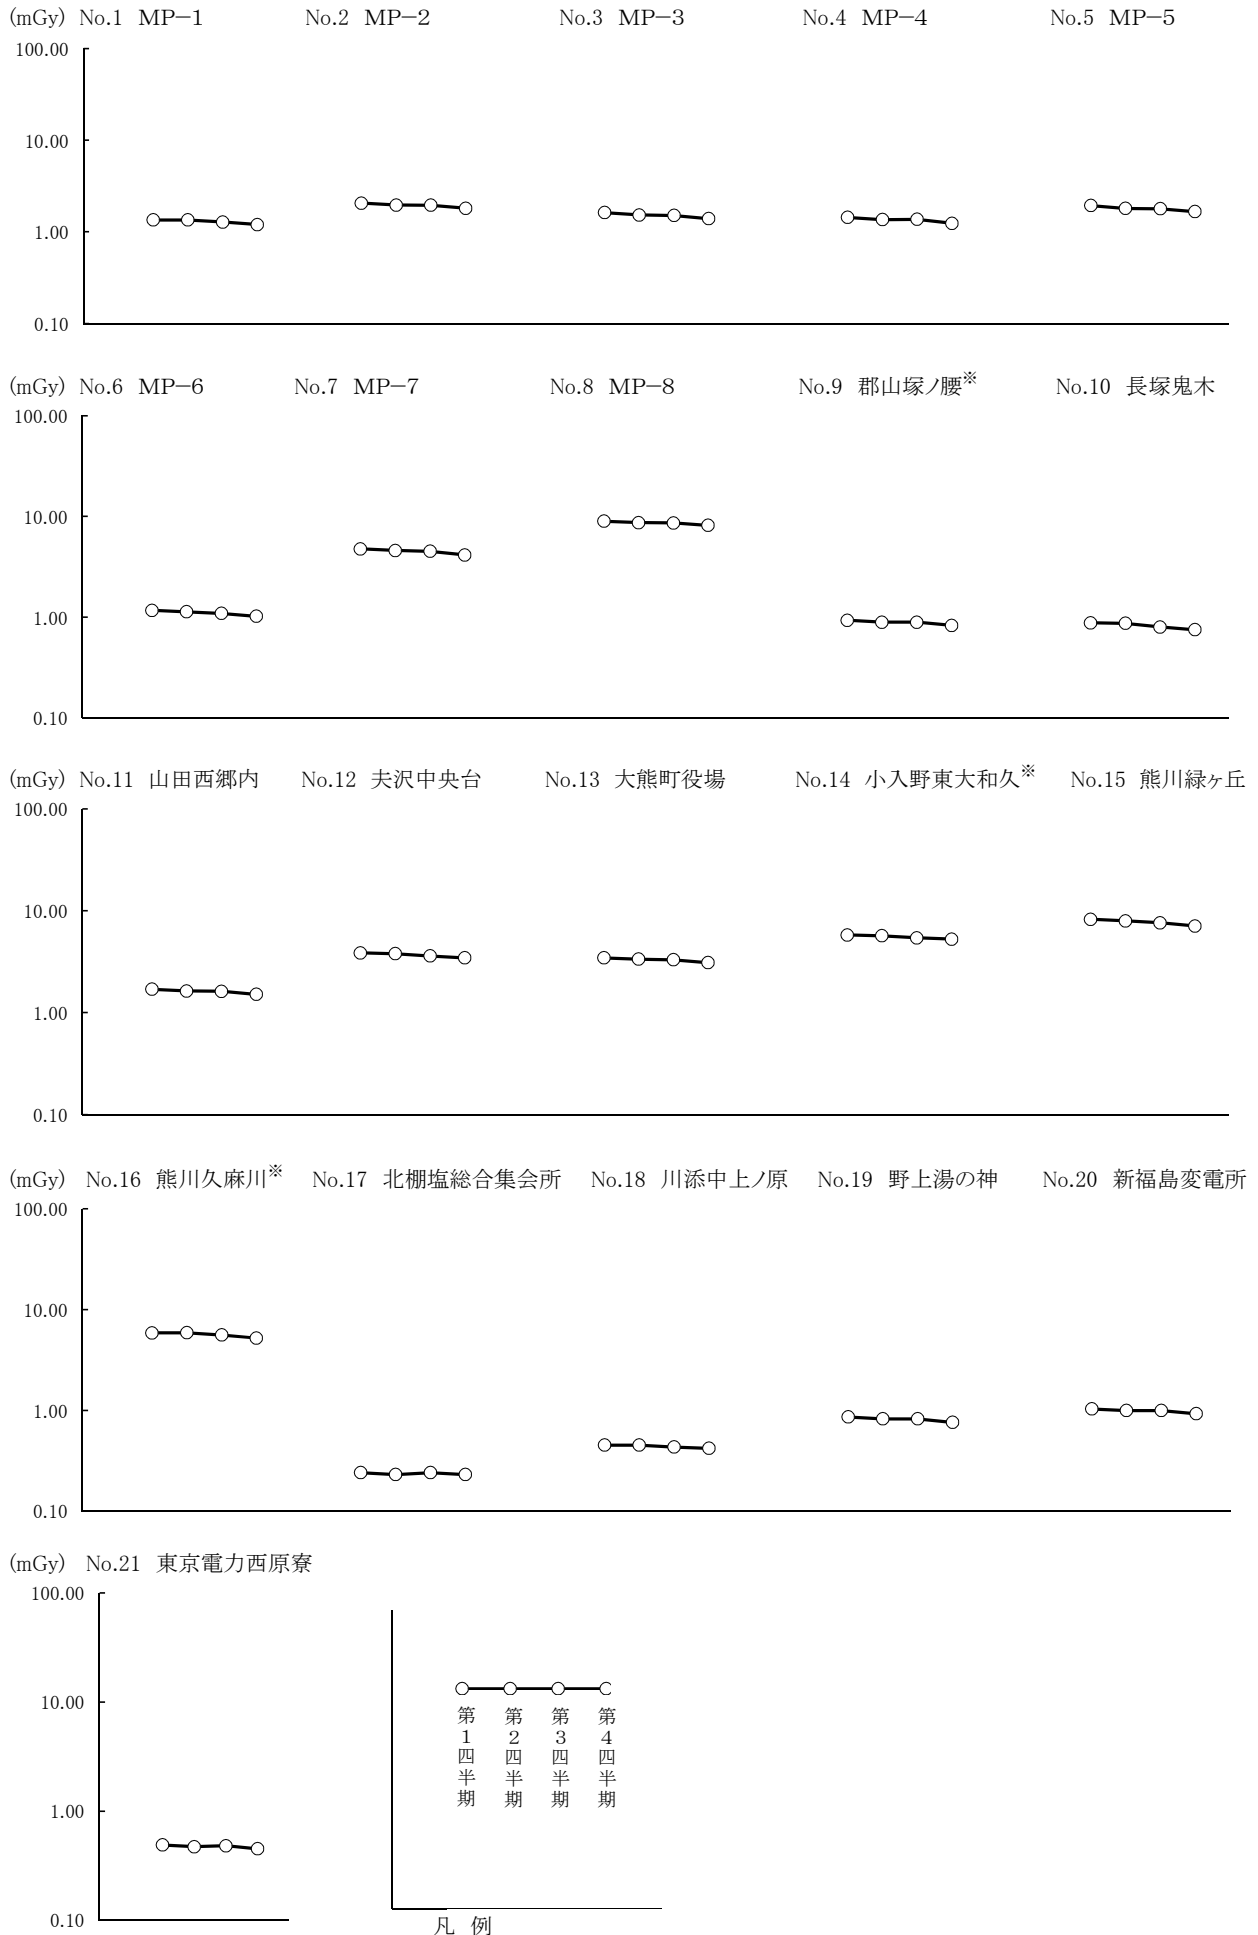 (mGy) No.1 MP−1 No.2 MP−2 No.3 MP−3 No.4 MP−4 No.5 MP−5
100.00
10.00
1.00
0.10
(mGy) No.6 MP−6 No.7 MP−7 No.8 MP−8 No.9 郡山塚ノ腰※ No.10 長塚鬼木
100.00
10.00
1.00
0.10
(mGy) No.11 山田西郷内 No.12 夫沢中央台 No.13 大熊町役場 No.14 小入野東大和久※ No.15 熊川緑ヶ丘
100.00
10.00
1.00
0.10
(mGy) No.16 熊川久麻川※ No.17 北棚塩総合集会所 No.18 川添中上ノ原 No.19 野上湯の神 No.20 新福島変電所
100.00
10.00
1.00
0.10
(mGy) No.21 東京電力西原寮
100.00
10.00
1.00
0.10
第1四半期
第2四半期
第3四半期
第4四半期
凡 例